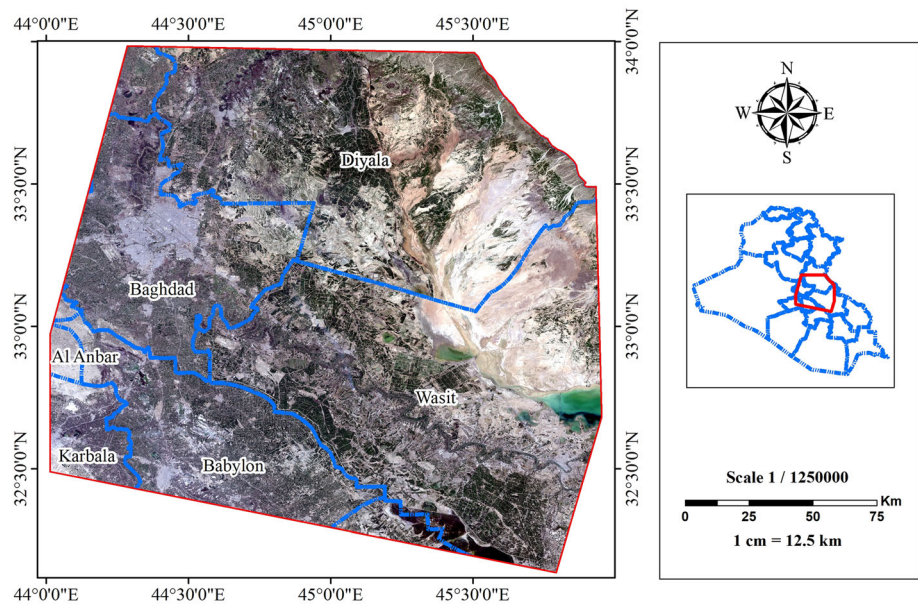 44°0'0"E 44°30'0"E 45°0'0"E 45°30'0"E
34°0'0"N
33°30'0"N
33°0'0"N
32°30'0"N
Diyala
Baghdad
Al Anbar
Wasit
Karbala
Babylon
34°0'0"N
33°30'0"N
33°0'0"N
32°30'0"N
44°0'0"E 44°30'0"E 45°0'0"E 45°30'0"E
N
W E
S
Scale 1 / 1250000
Km
0 25 50 75
1 cm = 12.5 km